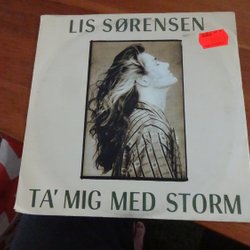 LIS SØRENSEN
TA' MIG MED STORM